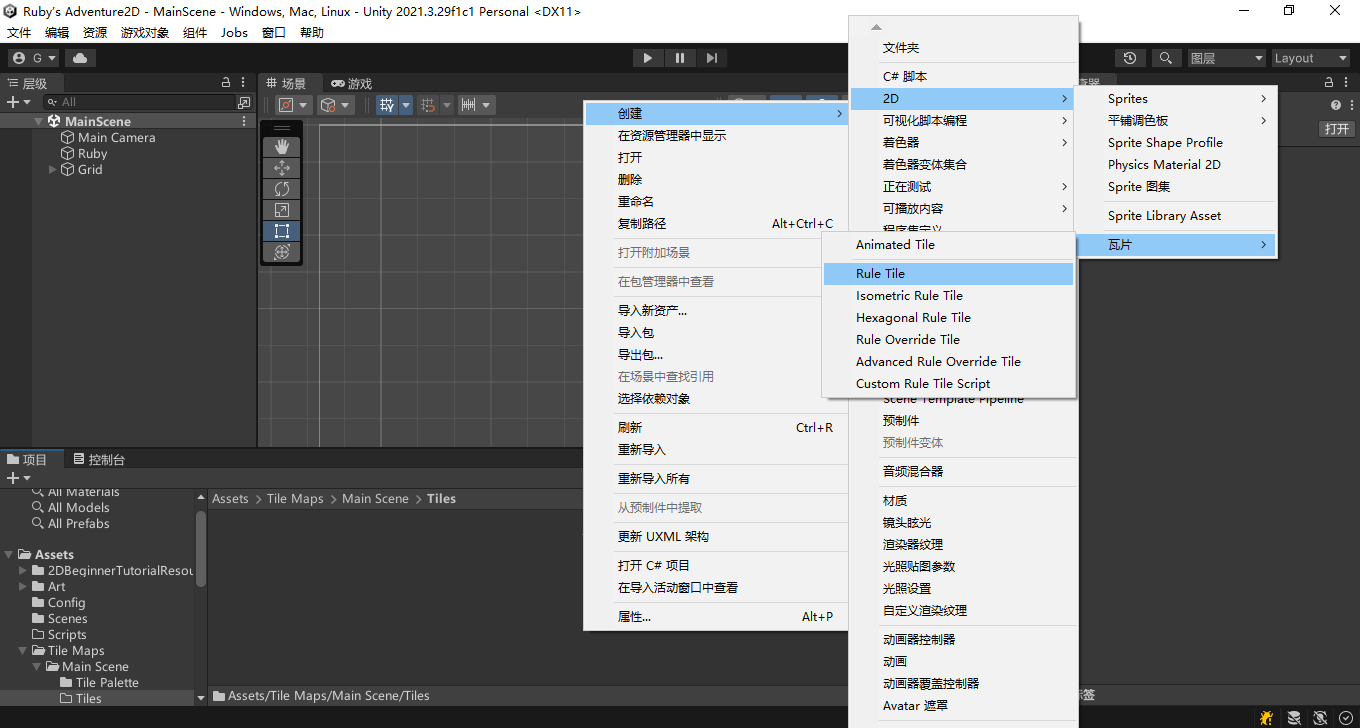 Ruby's Adventure2D - MainScene - Windows, Mac, Linux - Unity 2021.3.29f1c1 Personal <DX11>
文件 编辑 资源 游戏对象 组件 Jobs 窗口 帮助
G
图层
Layout
层级
All
MainScene
Main Camera
Ruby
Grid
场景 游戏
打开
创建
在资源管理器中显示
打开
删除
重命名
复制路径 Alt+Ctrl+C
打开附加场景
在包管理器中查看
导入新资产...
导入包
导出包...
在场景中查找引用
选择依赖对象
刷新 Ctrl+R
重新导入
重新导入所有
从预制件中提取
更新 UXML 架构
打开 C# 项目
在导入活动窗口中查看
属性... Alt+P
文件夹
C# 脚本
2D
可视化脚本编程
着色器
着色器变体集合
正在测试
可播放内容
程序集定义
Scene Template Pipeline
预制件
预制件变体
音频混合器
材质
镜头眩光
渲染器纹理
光照贴图参数
光照设置
自定义渲染纹理
动画器控制器
动画
动画器覆盖控制器
Avatar 遮罩
Sprites
平铺调色板
Sprite Shape Profile
Physics Material 2D
Sprite 图集
Sprite Library Asset
瓦片
Animated Tile
Rule Tile
Isometric Rule Tile
Hexagonal Rule Tile
Rule Override Tile
Advanced Rule Override Tile
Custom Rule Tile Script
项目 控制台
All Materials
All Models
All Prefabs
Assets
2DBeginnerTutorialResou
Art
Config
Scenes
Scripts
Tile Maps
Main Scene
Tile Palette
Tiles
Assets > Tile Maps > Main Scene > Tiles
Assets/Tile Maps/Main Scene/Tiles